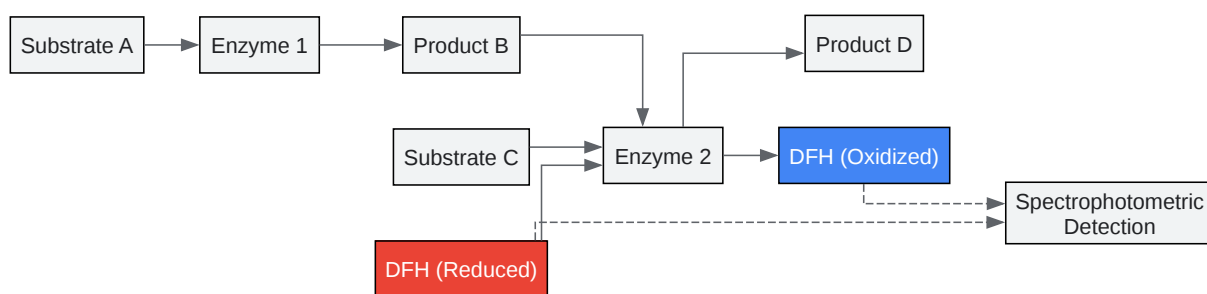 Substrate A
Enzyme 1
Product B
Product D
Substrate C
Enzyme 2
DFH (Oxidized)
Spectrophotometric
Detection
DFH (Reduced)